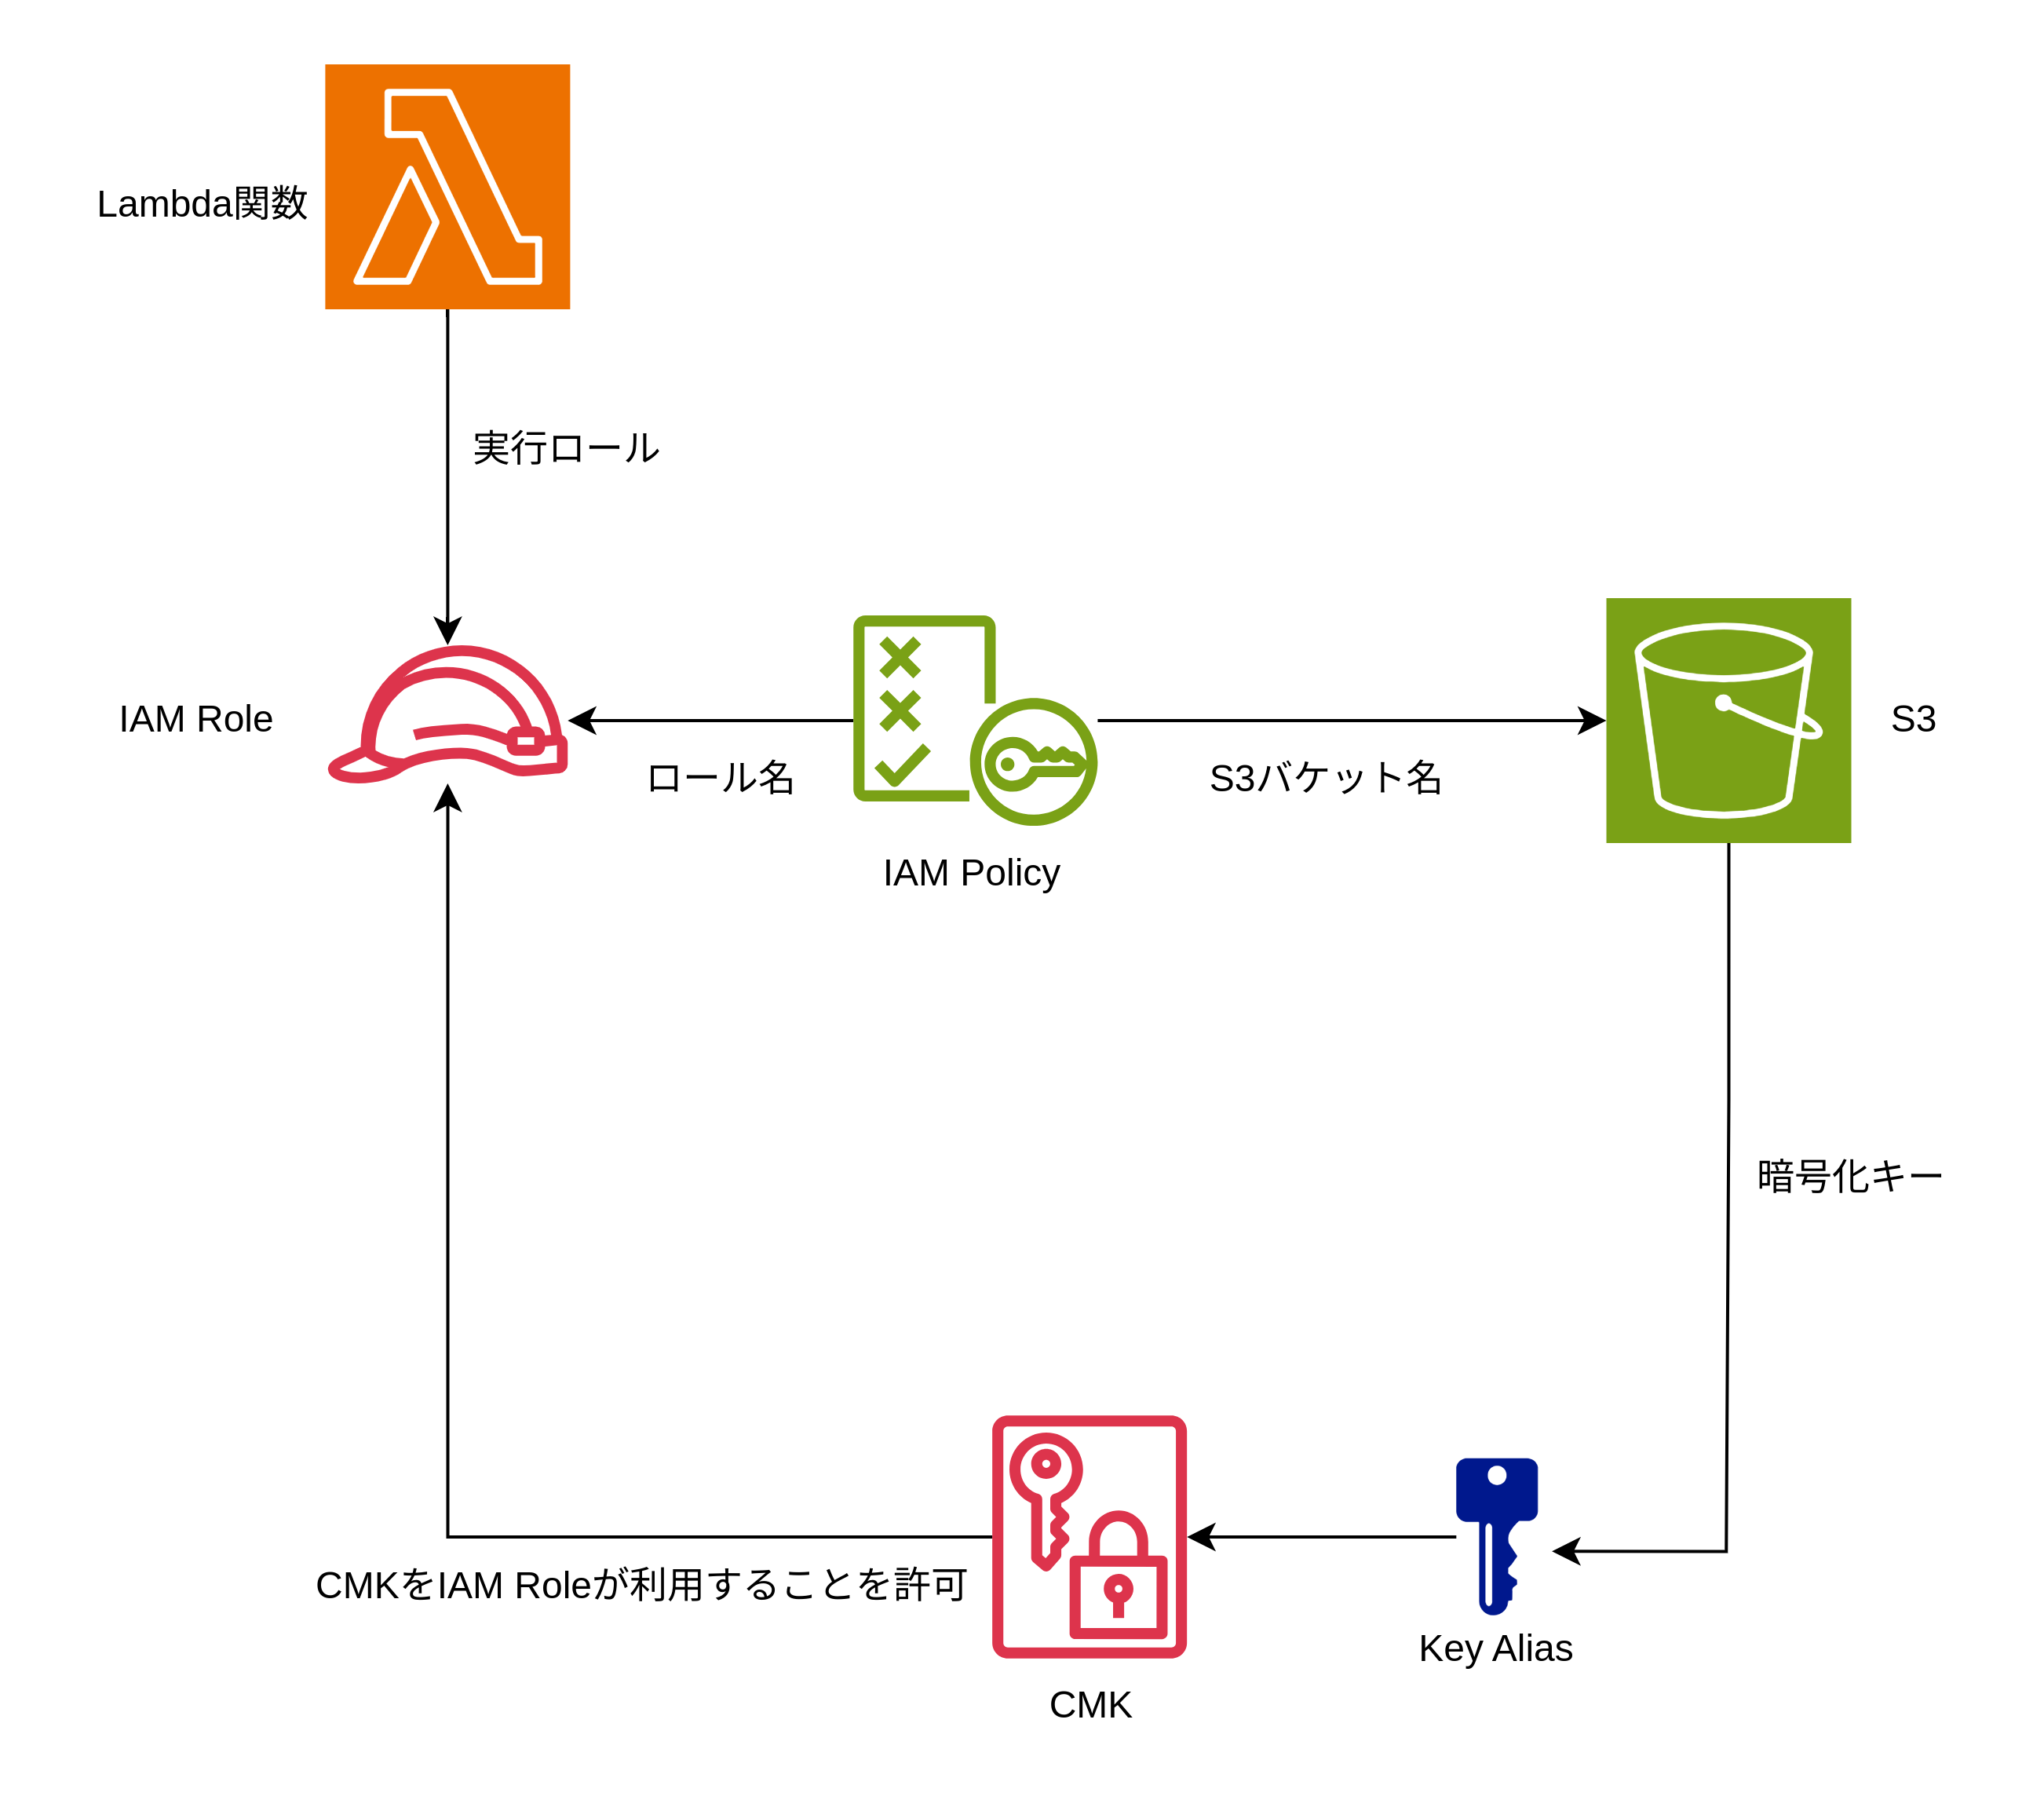 Lambda関数
実行ロール
IAM Role
S3
ロール名
S3バケット名
IAM Policy
暗号化キー
CMKをIAM Roleが利用することを許可
Key Alias
CMK